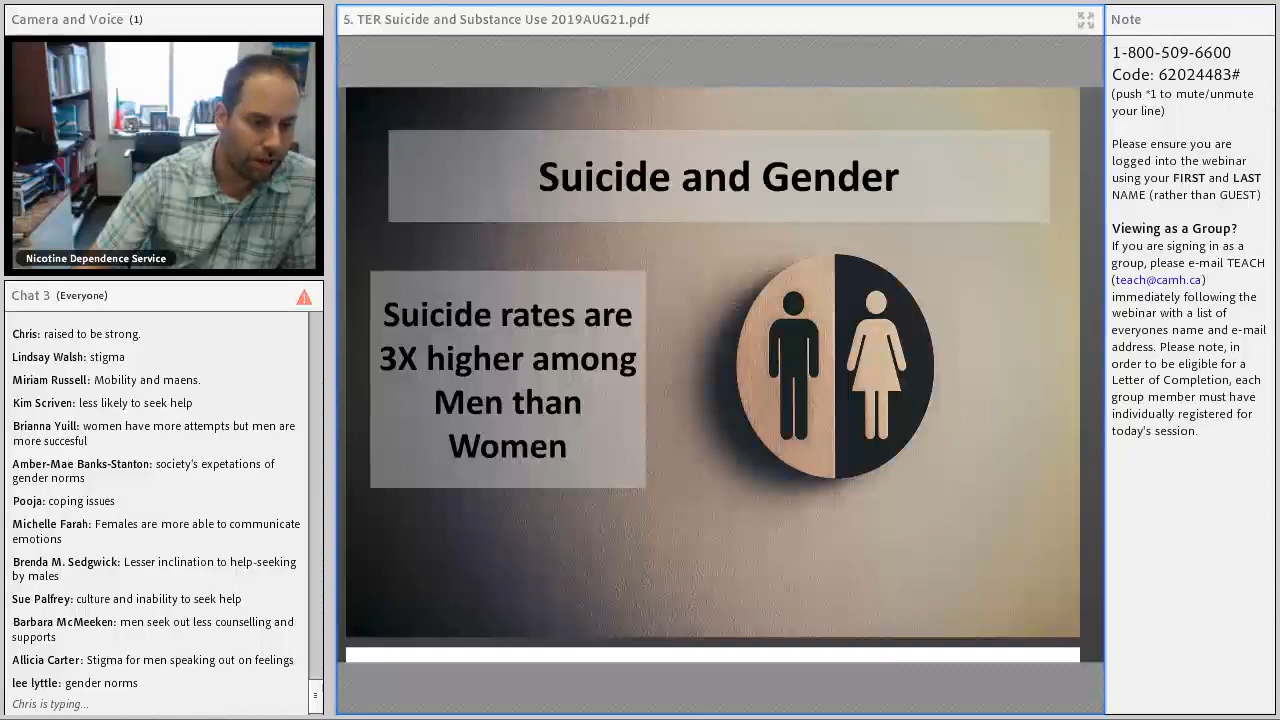 Camera and Voice (1)
Nicotine Dependence Service
Chat 3 (Everyone)
Chris: raised to be strong.
Lindsay Walsh: stigma
Miriam Russell: Mobility and maens.
Kim Scriven: less likely to seek help
Brianna Yuill: women have more attempts but men are
more succesful
Amber-Mae Banks-Stanton: society's expetations of
gender norms
Pooja: coping issues
Michelle Farah: Females are more able to communicate
emotions
Brenda M. Sedgwick: Lesser inclination to help-seeking
by males
Sue Palfrey: culture and inability to seek help
Barbara McMeeken: men seek out less counselling and
supports
Allicia Carter: Stigma for men speaking out on feelings
lee lyttle: gender norms
Chris is typing...
5. TER Suicide and Substance Use 2019AUG21.pdf
Suicide and Gender
Suicide rates are
3X higher among
Men than
Women
Note
1-800-509-6600
Code: 62024483#
(push *1 to mute/unmute
your line)
Please ensure you are
logged into the webinar
using your FIRST and LAST
NAME (rather than GUEST)
Viewing as a Group?
If you are signing in as a
group, please e-mail TEACH
(teach@camh.ca)
immediately following the
webinar with a list of
everyones name and e-mail
address. Please note, in
order to be eligible for a
Letter of Completion, each
group member must have
individually registered for
today's session.